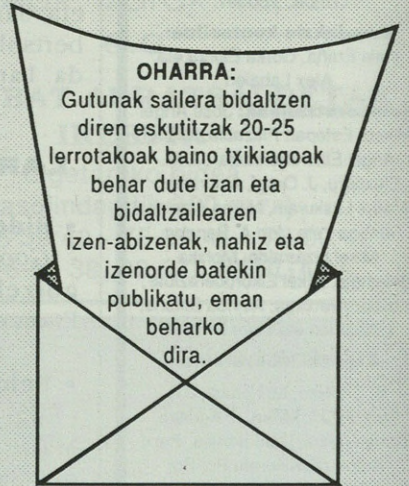 OHARRA:
Gutunak sailera bidaltzen
diren eskutitzak 20-25
lerrotakoak baino txikiagoak
behar dute izan eta
bidaltzailearen
izen-abizenak, nahiz eta
izenorde batekin
publikatu, eman
beharko
dira.